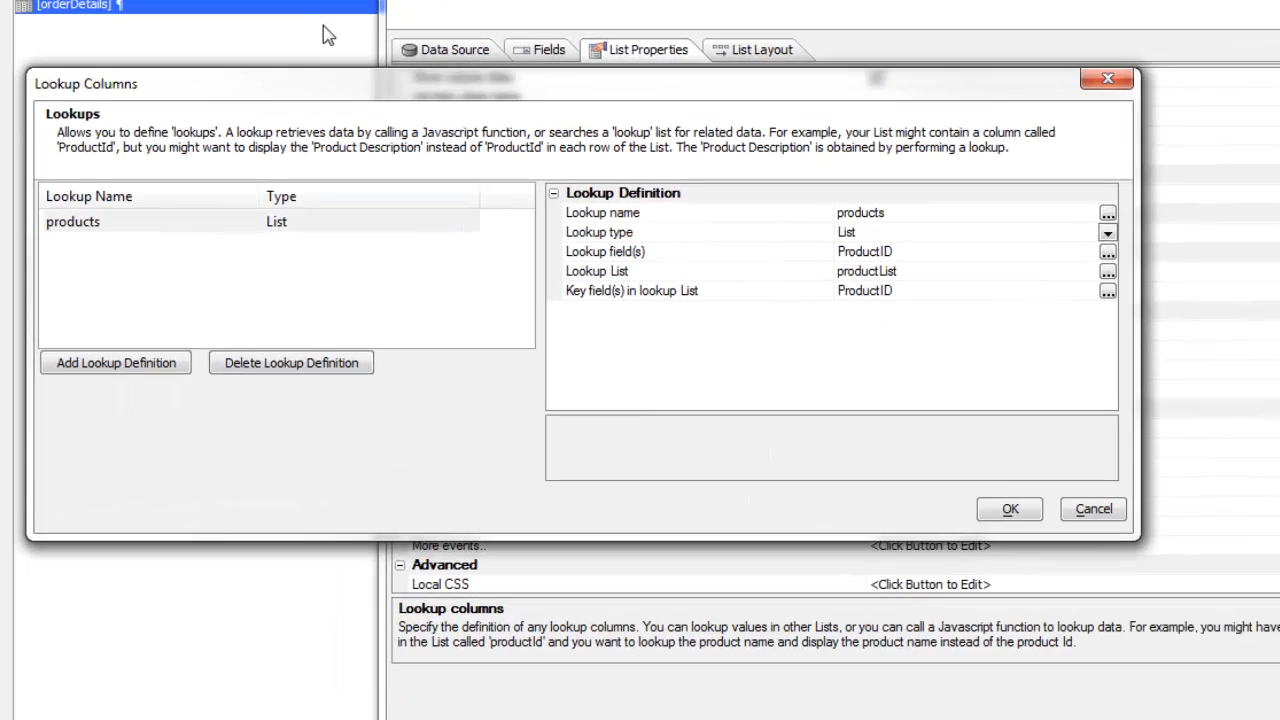 [orderDetails] ¶
Data Source
Fields
List Properties
List Layout
Lookup Columns
Lookups
Allows you to define 'lookups'. A lookup retrieves data by calling a Javascript function, or searches a 'lookup' list for related data. For example, your List might contain a column called
'ProductId', but you might want to display the 'Product Description' instead of 'ProductId' in each row of the List. The 'Product Description' is obtained by performing a lookup.
Lookup Name Type
products List
Add Lookup Definition Delete Lookup Definition
Lookup Definition
Lookup name products ...
Lookup type List
Lookup field(s) ProductID ...
Lookup List productList ...
Key field(s) in lookup List ProductID ...
OK Cancel
More events.. <Click Button to Edit>
Advanced
Local CSS <Click Button to Edit>
Lookup columns
Specify the definition of any lookup columns. You can lookup values in other Lists, or you can call a Javascript function to lookup data. For example, you might have
in the List called 'productId' and you want to lookup the product name and display the product name instead of the product Id.